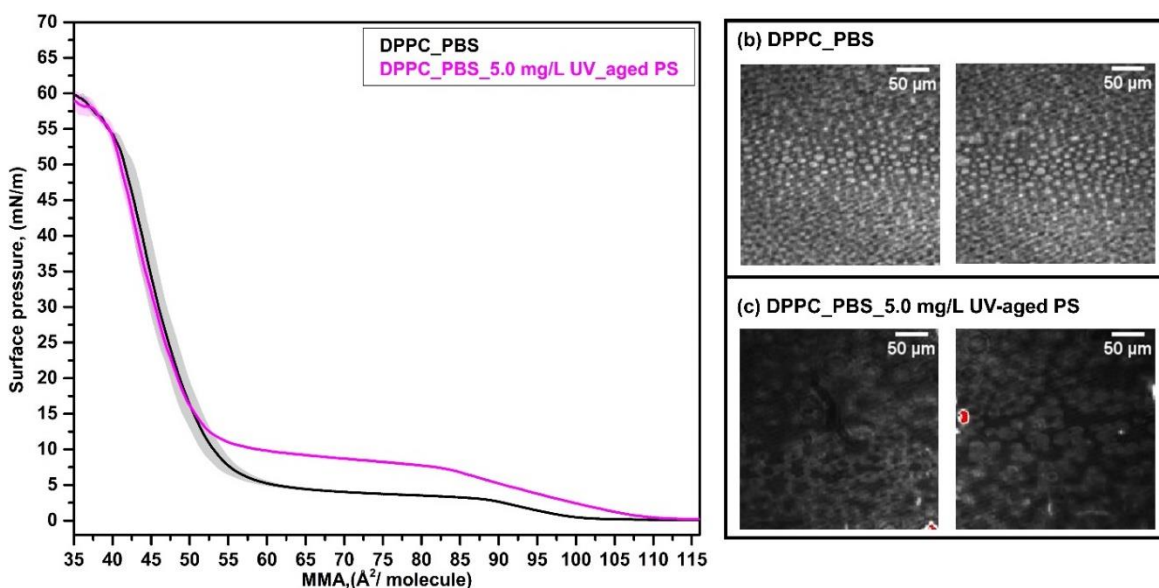 70
65
60
55
50
45
40
35
30
25
20
15
10
5
0
Surface pressure, (mN/m)
DPPC_PBS
DPPC_PBS_5.0 mg/L UV_aged PS
35 40 45 50 55 60 65 70 75 80 85 90 95 100 105 110 115
MMA,(Å²/ molecule)
(b) DPPC_PBS
50 µm
50 µm
(c) DPPC_PBS_5.0 mg/L UV-aged PS
50 µm
50 µm